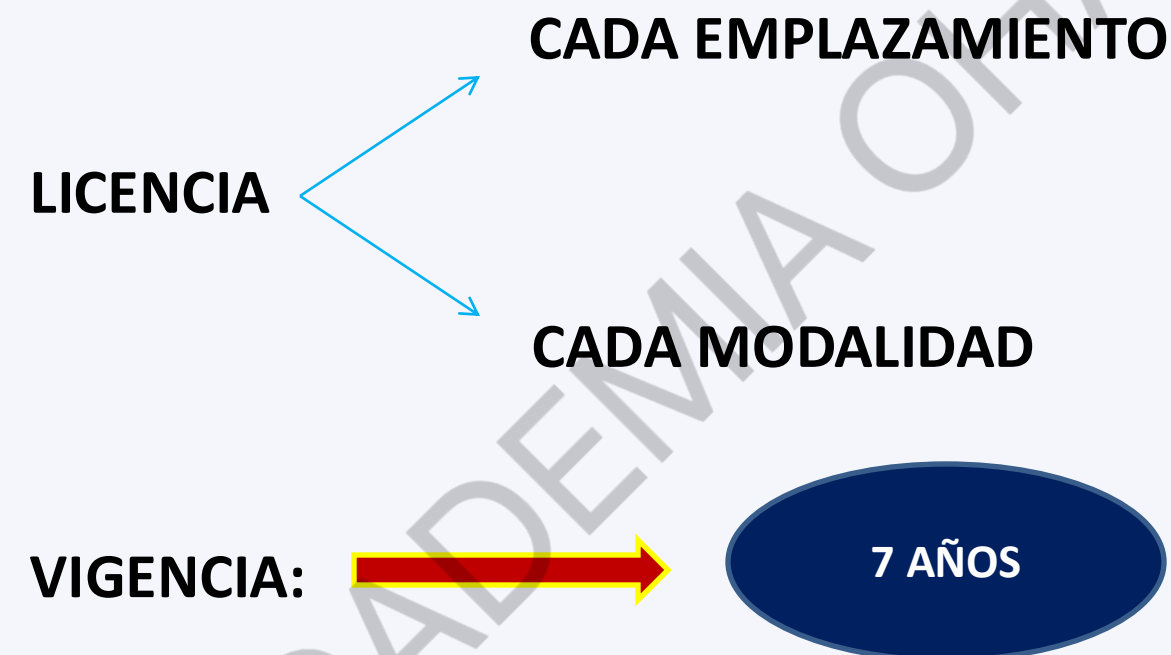 CADA EMPLAZAMIENTO
LICENCIA
CADA MODALIDAD
VIGENCIA:
7 AÑOS